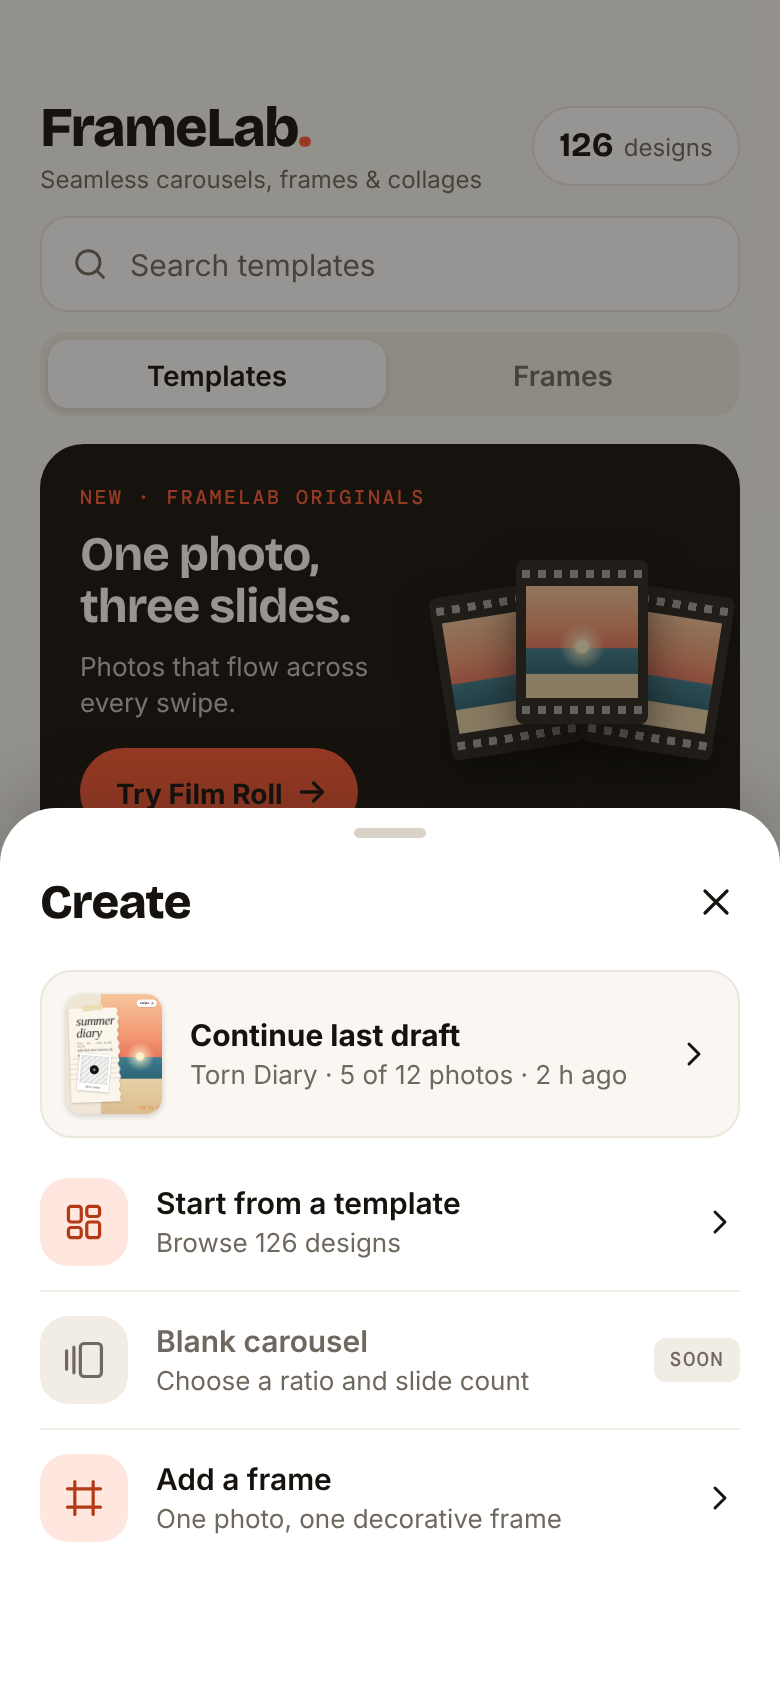 FrameLab.
Seamless carousels, frames & collages
126 designs
Search templates
Templates
Frames
NEW · FRAMELAB ORIGINALS
One photo,
three slides.
Photos that flow across
every swipe.
Try Film Roll →
Create
summer
diary
Continue last draft
Torn Diary · 5 of 12 photos · 2 h ago
Start from a template
Browse 126 designs
Blank carousel
Choose a ratio and slide count
SOON
Add a frame
One photo, one decorative frame